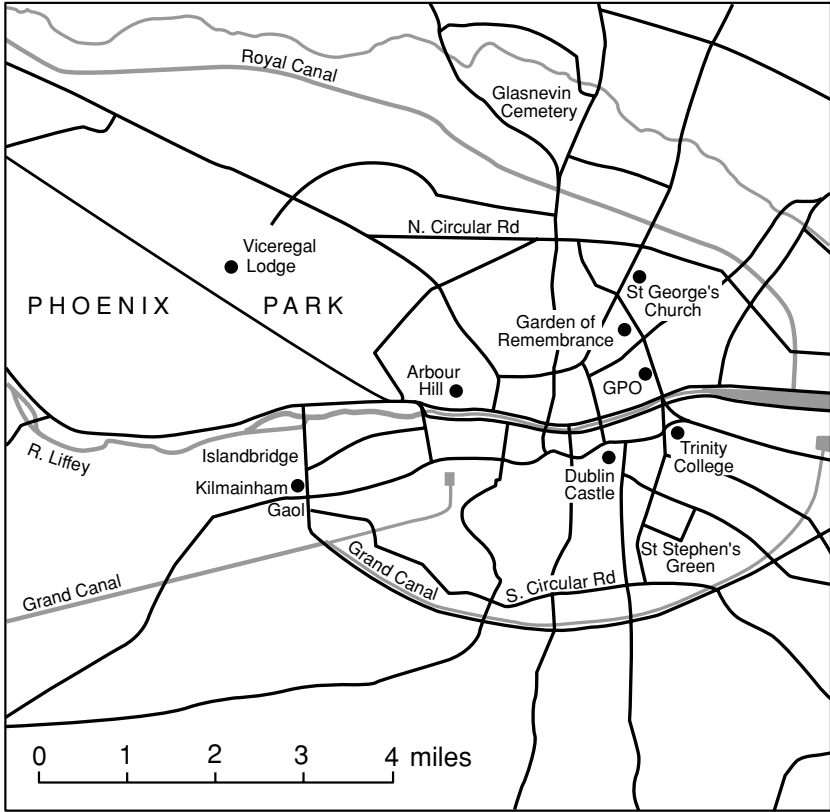 Royal Canal
Glasnevin
Cemetery
N. Circular Rd
Viceregal
Lodge
PHOENIX PARK
St George's
Church
Garden of
Remembrance
Arbour
Hill
GPO
R. Liffey
Islandbridge
Kilmainham
Gaol
Trinity
College
Dublin
Castle
St Stephen's
Green
Grand Canal
Grand Canal
S. Circular Rd
0 1 2 3 4 miles